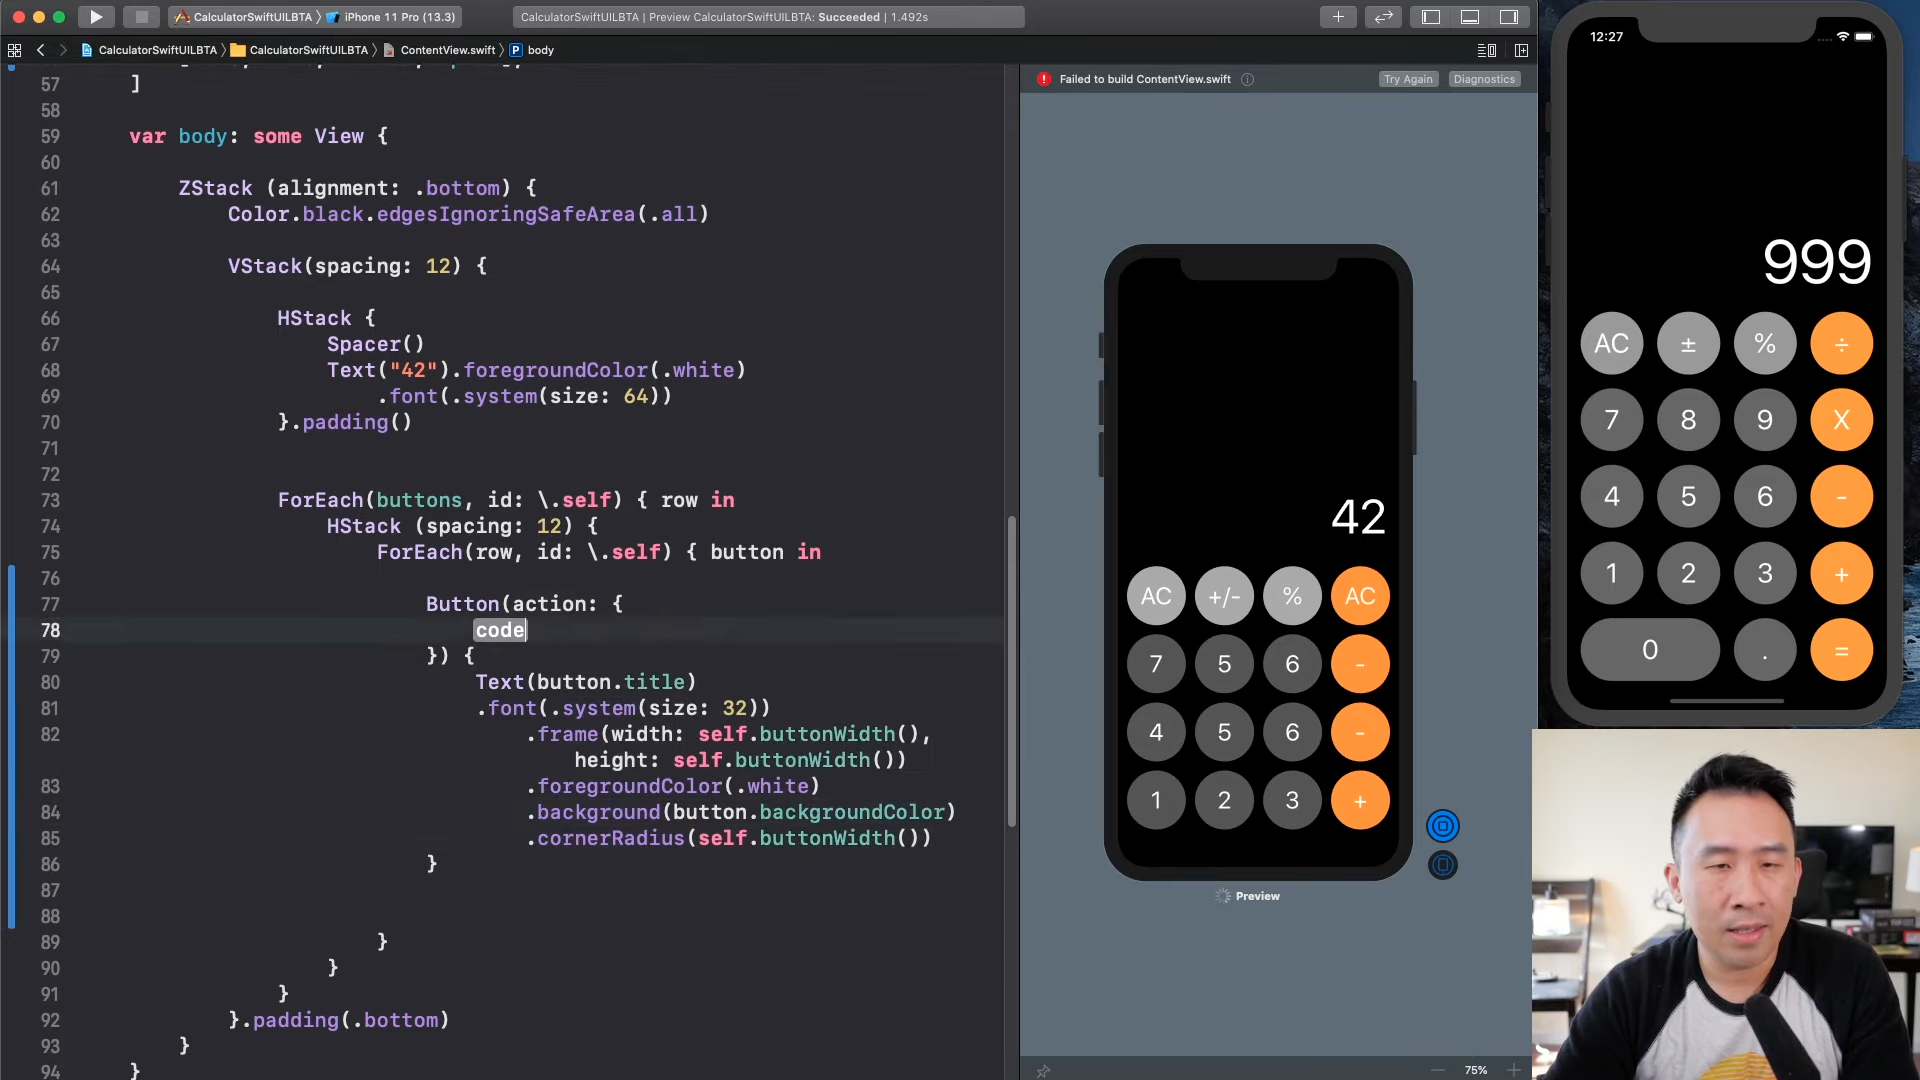 CalculatorSwiftUILBTA
iPhone 11 Pro (13.3)
CalculatorSwiftUILBTA | Preview CalculatorSwiftUILBTA: Succeeded | 1.492s
CalculatorSwiftUILBTA
CalculatorSwiftUILBTA
ContentView.swift
P body
57 ]
58
59 var body: some View {
60
61 ZStack (alignment: .bottom) {
62 Color.black.edgesIgnoringSafeArea(.all)
63
64 VStack(spacing: 12) {
65
66 HStack {
67 Spacer()
68 Text("42").foregroundColor(.white)
69 .font(.system(size: 64))
70 }.padding()
71
72
73 ForEach(buttons, id: \.self) { row in
74 HStack (spacing: 12) {
75 ForEach(row, id: \.self) { button in
76
77 Button(action: {
78 code
79 }) {
80 Text(button.title)
81 .font(.system(size: 32))
82 .frame(width: self.buttonWidth(),
height: self.buttonWidth())
83 .foregroundColor(.white)
84 .background(button.backgroundColor)
85 .cornerRadius(self.buttonWidth())
86 }
87
88
89 }
90 }
91 }
92 }.padding(.bottom)
93 }
94 }
Failed to build ContentView.swift
Try Again
Diagnostics
42
AC +/- % AC
7 5 6 -
4 5 6 -
1 2 3 +
Preview
75%
12:27
999
AC ± % ÷
7 8 9 X
4 5 6 -
1 2 3 +
0 . =